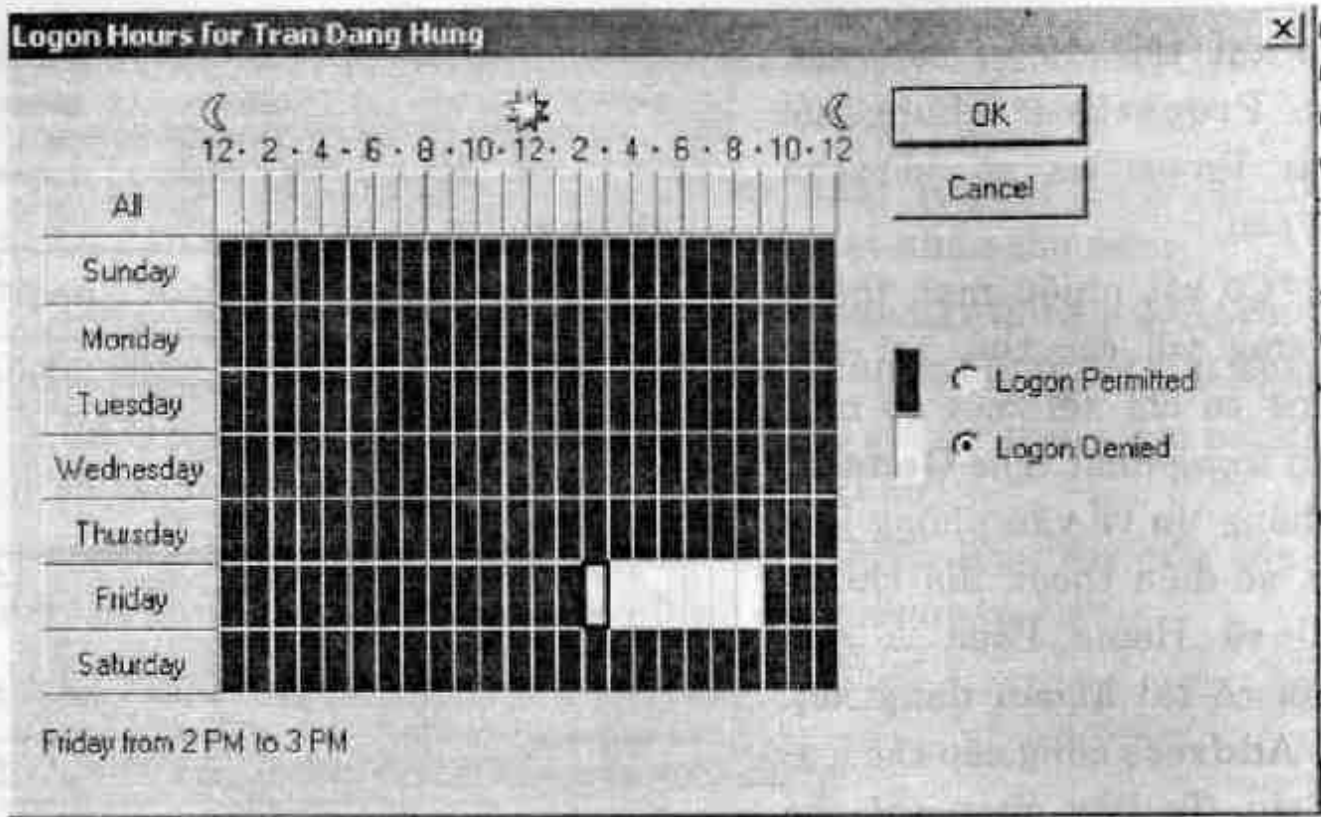 Logon Hours for Tran Dang Hung
12 · 2 · 4 · 6 · 8 · 10 · 12 · 2 · 4 · 6 · 8 · 10 · 12
OK
Cancel
All
Sunday
Monday
Tuesday
Wednesday
Thursday
Friday
Saturday
Logon Permitted
Logon Denied
Friday from 2 PM to 3 PM